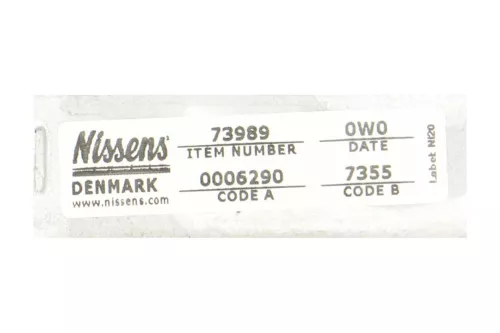 Nissens
DENMARK
www.nissens.com
73989
ITEM NUMBER
0W0
DATE
0006290
CODE A
7355
CODE B
Label NI20